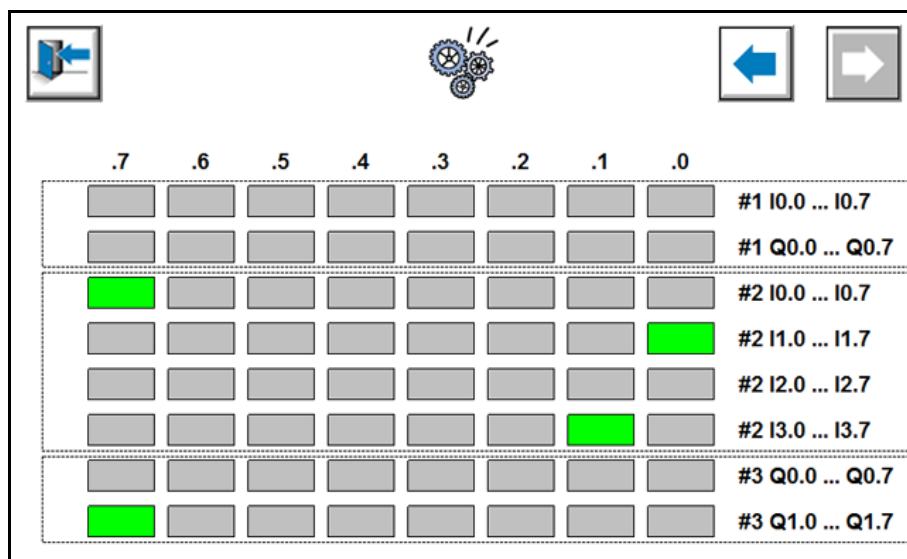 .7 .6 .5 .4 .3 .2 .1 .0
#1 I0.0 ... I0.7
#1 Q0.0 ... Q0.7
#2 I0.0 ... I0.7
#2 I1.0 ... I1.7
#2 I2.0 ... I2.7
#2 I3.0 ... I3.7
#3 Q0.0 ... Q0.7
#3 Q1.0 ... Q1.7